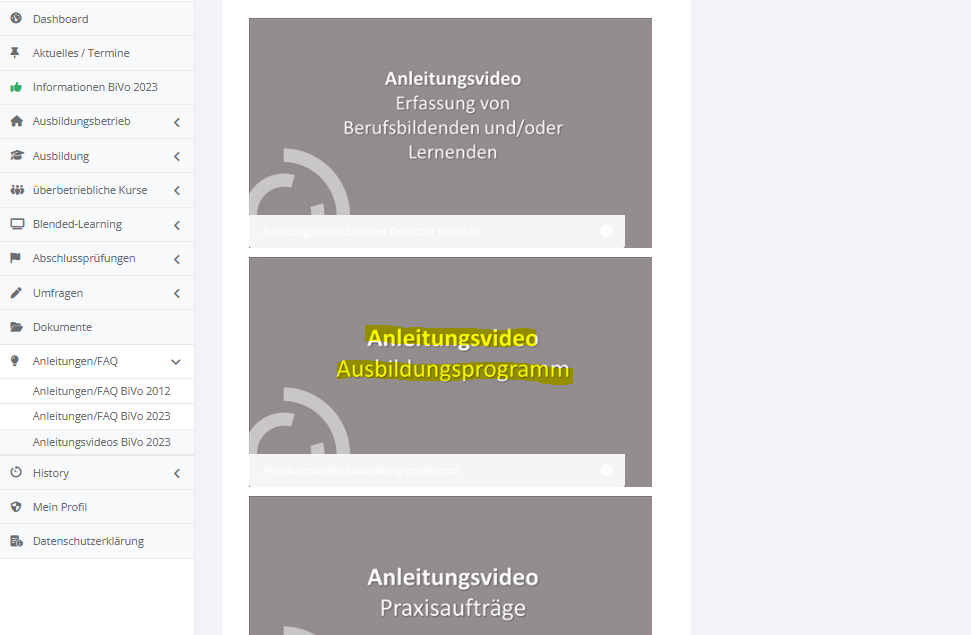 Dashboard
Aktuelles / Termine
Informationen BiVo 2023
Ausbildungsbetrieb
Ausbildung
überbetriebliche Kurse
Blended-Learning
Abschlussprüfungen
Umfragen
Dokumente
Anleitungen/FAQ
Anleitungen/FAQ BiVo 2012
Anleitungen/FAQ BiVo 2023
Anleitungsvideos BiVo 2023
History
Mein Profil
Datenschutzerklärung
Anleitungsvideo
Erfassung von
Berufsbildenden und/oder
Lernenden
Anleitungsvideo Extranet Benutzer erfassen
Anleitungsvideo
Ausbildungsprogramm
Anleitungsvideo Ausbildungsprogramm
Anleitungsvideo
Praxisaufträge